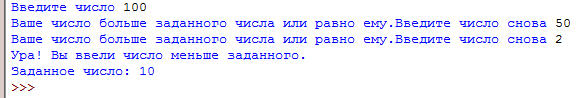 Введите число 100
Ваше число больше заданного числа или равно ему.Введите число снова 50
Ваше число больше заданного числа или равно ему.Введите число снова 2
Ура! Вы ввели число меньше заданного.
Заданное число: 10
>>>